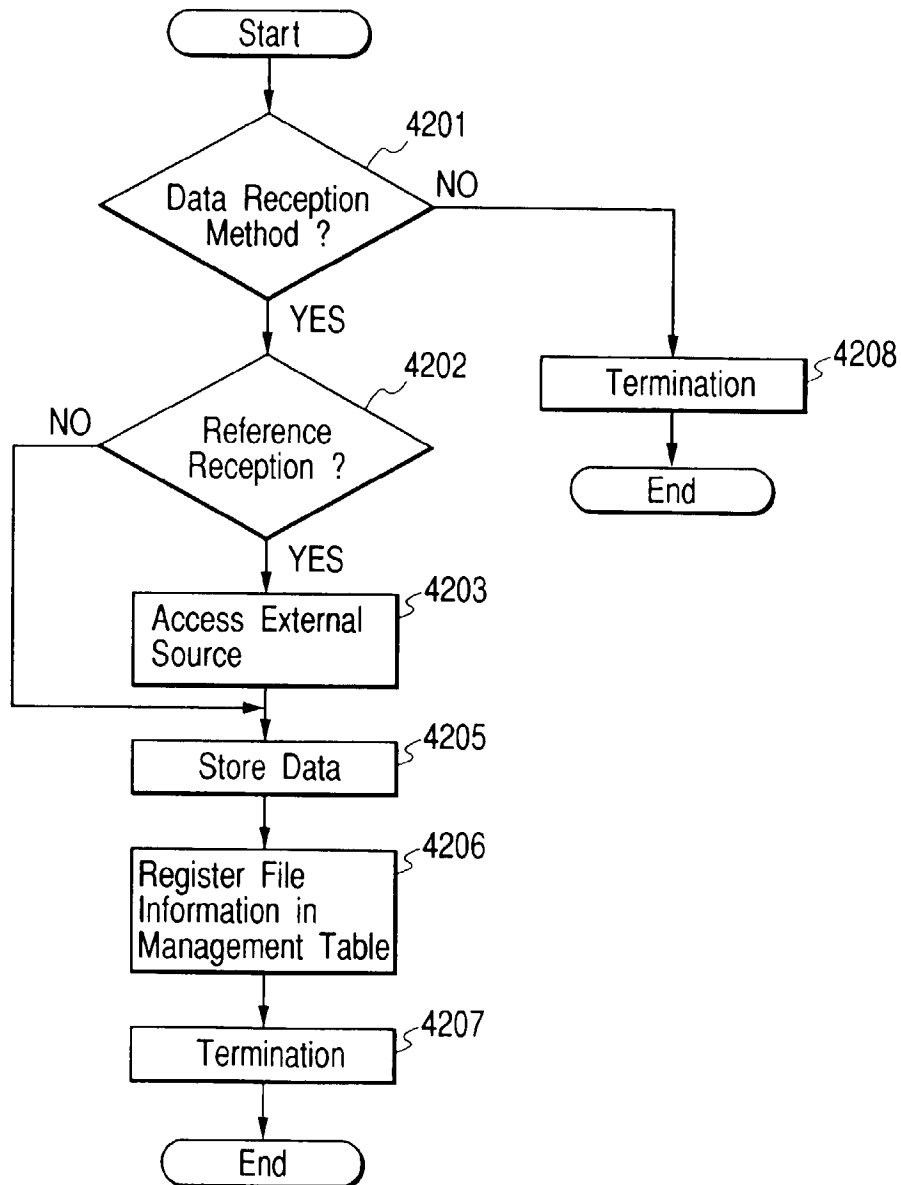 Start
4201
Data Reception
Method ?
NO
YES
4202
NO
Reference
Reception ?
YES
4208
Termination
End
4203
Access External
Source
4205
Store Data
4206
Register File
Information in
Management Table
4207
Termination
End